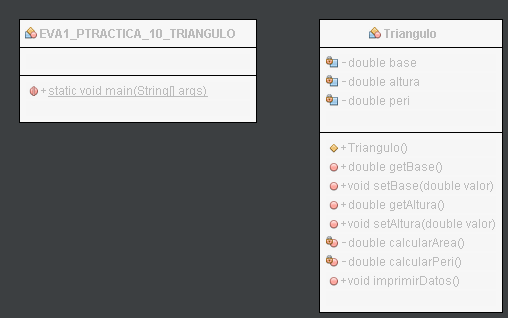 EVA1_PTRACTICA_10_TRIANGULO
+ static void main(String[] args)
Triangulo
- double base
- double altura
- double peri
+ Triangulo()
+ double getBase()
+void setBase(double valor)
+ double getAltura()
+void setAltura(double valor)
- double calcularArea()
- double calcularPeri()
+void imprimirDatos()